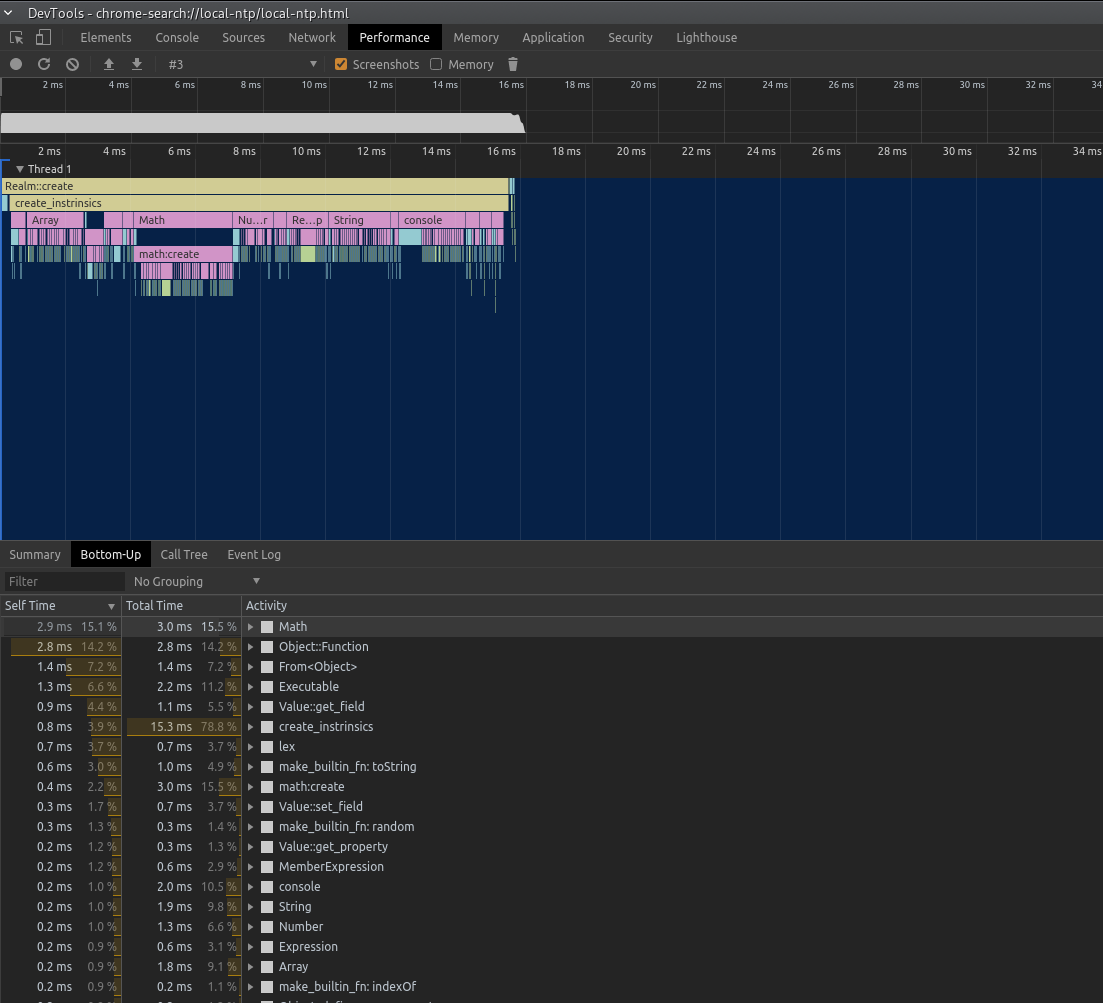 DevTools - chrome-search://local-ntp/local-ntp.html
Elements Console Sources Network Performance Memory Application Security Lighthouse
#3 Screenshots Memory
2 ms 4 ms 6 ms 8 ms 10 ms 12 ms 14 ms 16 ms 18 ms 20 ms 22 ms 24 ms 26 ms 28 ms 30 ms 32 ms 34
2 ms 4 ms 6 ms 8 ms 10 ms 12 ms 14 ms 16 ms 18 ms 20 ms 22 ms 24 ms 26 ms 28 ms 30 ms 32 ms 34 ms
Thread 1
Realm::create
create_instrinsics
Array Math Nu...r Re...p String console
math:create
Summary Bottom-Up Call Tree Event Log
Filter No Grouping
Self Time Total Time Activity
2.9 ms 15.1 % 3.0 ms 15.5 % Math
2.8 ms 14.2 % 2.8 ms 14.2 % Object::Function
1.4 ms 7.2 % 1.4 ms 7.2 % From<Object>
1.3 ms 6.6 % 2.2 ms 11.2 % Executable
0.9 ms 4.4 % 1.1 ms 5.5 % Value::get_field
0.8 ms 3.9 % 15.3 ms 78.8 % create_instrinsics
0.7 ms 3.7 % 0.7 ms 3.7 % lex
0.6 ms 3.0 % 1.0 ms 4.9 % make_builtin_fn: toString
0.4 ms 2.2 % 3.0 ms 15.5 % math:create
0.3 ms 1.7 % 0.7 ms 3.7 % Value::set_field
0.3 ms 1.3 % 0.3 ms 1.4 % make_builtin_fn: random
0.2 ms 1.2 % 0.3 ms 1.3 % Value::get_property
0.2 ms 1.2 % 0.6 ms 2.9 % MemberExpression
0.2 ms 1.0 % 2.0 ms 10.5 % console
0.2 ms 1.0 % 1.9 ms 9.8 % String
0.2 ms 1.0 % 1.3 ms 6.6 % Number
0.2 ms 0.9 % 0.6 ms 3.1 % Expression
0.2 ms 0.9 % 1.8 ms 9.1 % Array
0.2 ms 0.9 % 0.2 ms 1.1 % make_builtin_fn: indexOf